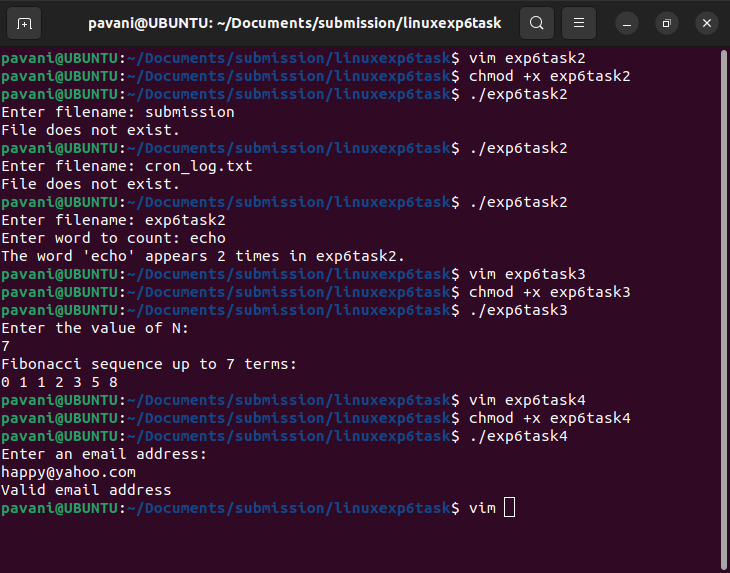 pavani@UBUNTU: ~/Documents/submission/linuxexp6task
pavani@UBUNTU:~/Documents/submission/linuxexp6task$ vim exp6task2
pavani@UBUNTU:~/Documents/submission/linuxexp6task$ chmod +x exp6task2
pavani@UBUNTU:~/Documents/submission/linuxexp6task$ ./exp6task2
Enter filename: submission
File does not exist.
pavani@UBUNTU:~/Documents/submission/linuxexp6task$ ./exp6task2
Enter filename: cron_log.txt
File does not exist.
pavani@UBUNTU:~/Documents/submission/linuxexp6task$ ./exp6task2
Enter filename: exp6task2
Enter word to count: echo
The word 'echo' appears 2 times in exp6task2.
pavani@UBUNTU:~/Documents/submission/linuxexp6task$ vim exp6task3
pavani@UBUNTU:~/Documents/submission/linuxexp6task$ chmod +x exp6task3
pavani@UBUNTU:~/Documents/submission/linuxexp6task$ ./exp6task3
Enter the value of N:
7
Fibonacci sequence up to 7 terms:
0 1 1 2 3 5 8
pavani@UBUNTU:~/Documents/submission/linuxexp6task$ vim exp6task4
pavani@UBUNTU:~/Documents/submission/linuxexp6task$ chmod +x exp6task4
pavani@UBUNTU:~/Documents/submission/linuxexp6task$ ./exp6task4
Enter an email address:
happy@yahoo.com
Valid email address
pavani@UBUNTU:~/Documents/submission/linuxexp6task$ vim